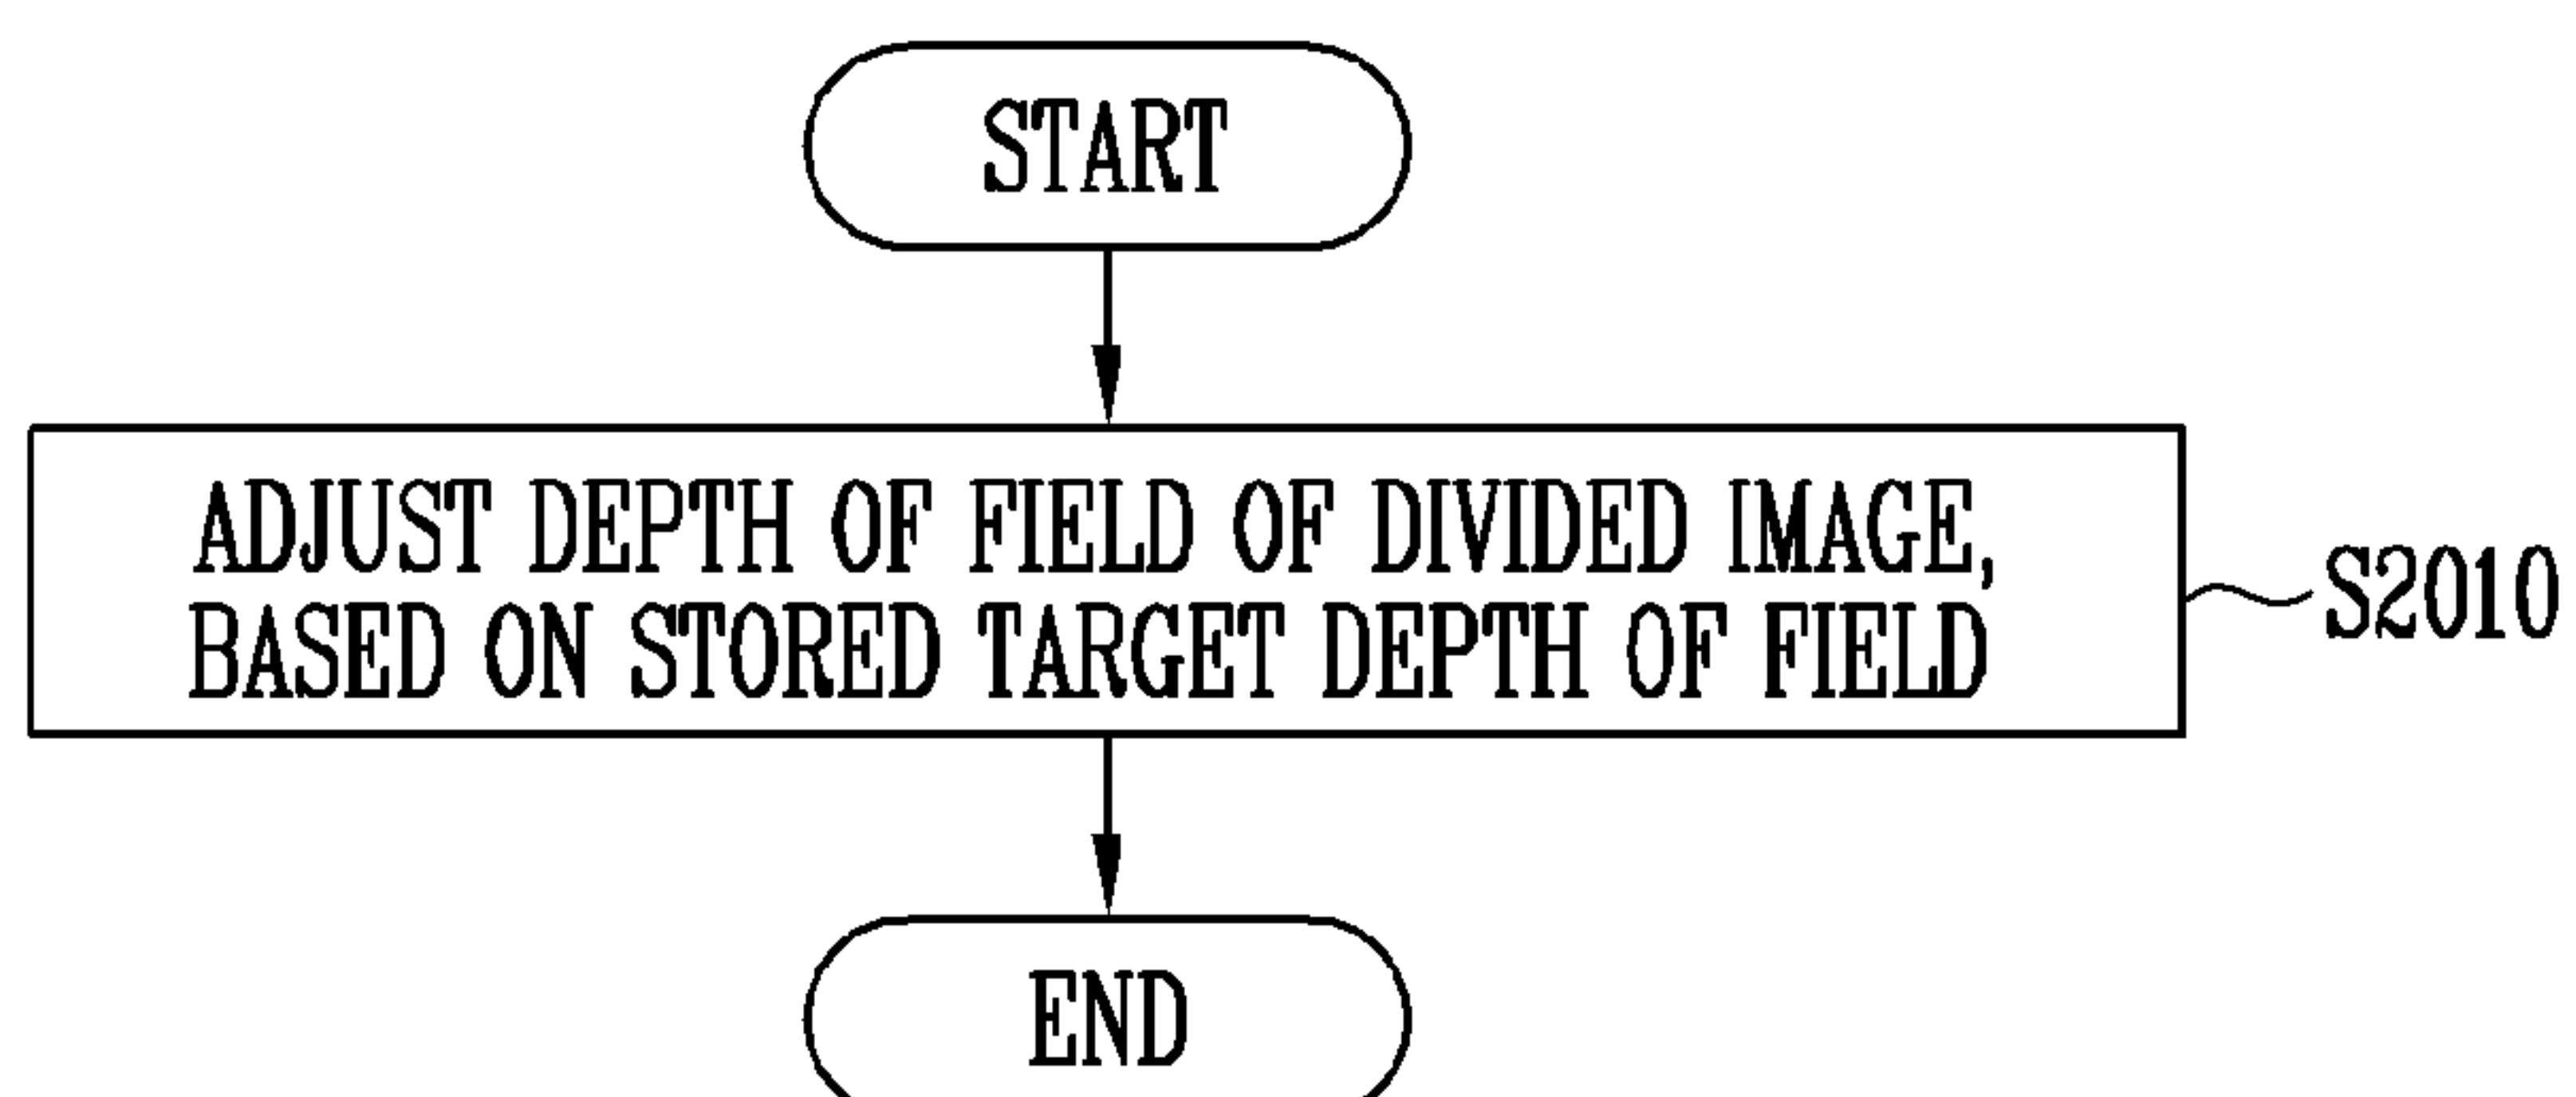 START
ADJUST DEPTH OF FIELD OF DIVIDED IMAGE,
BASED ON STORED TARGET DEPTH OF FIELD
S2010
END